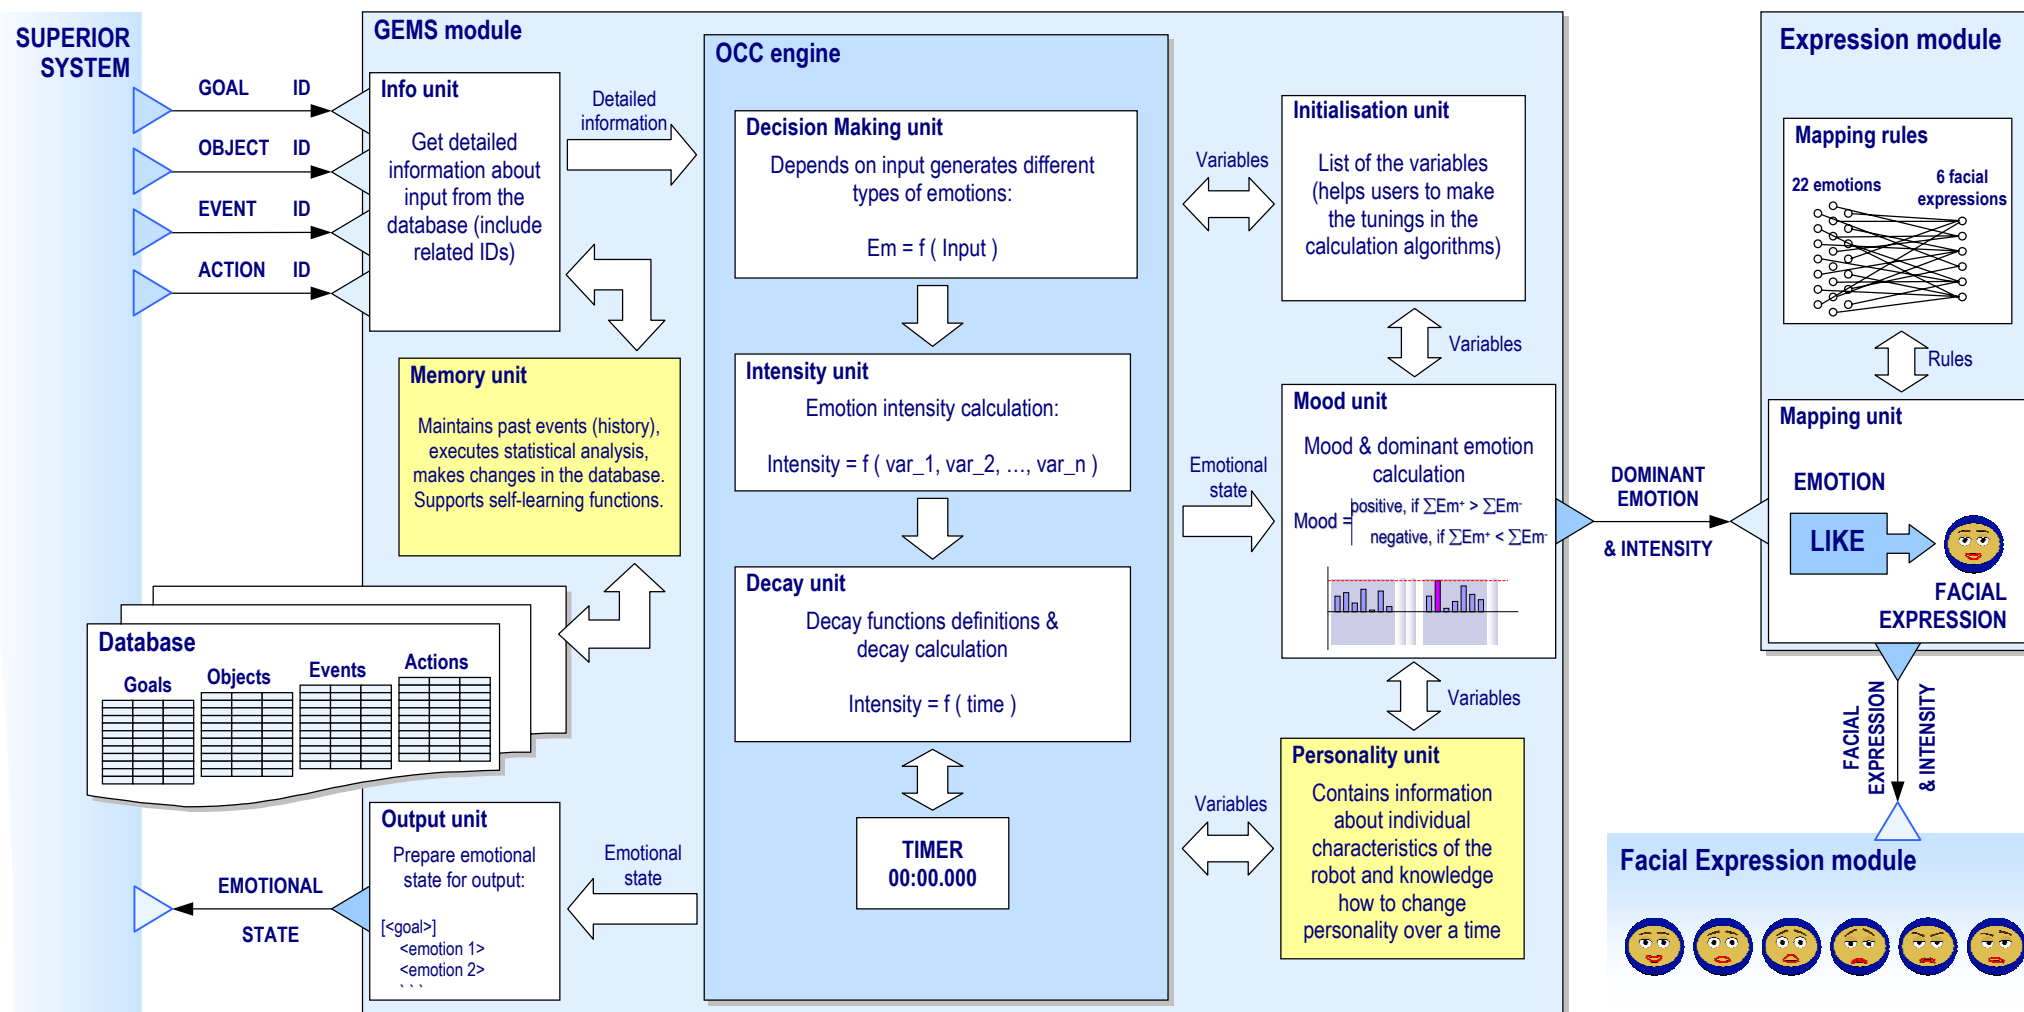 SUPERIOR
SYSTEM
GOAL ID
OBJECT ID
EVENT ID
ACTION ID
GEMS module
Info unit
Get detailed
information about
input from the
database (include
related IDs)
Detailed
information
Memory unit
Maintains past events (history),
executes statistical analysis,
makes changes in the database.
Supports self-learning functions.
Database
Goals
Objects
Events
Actions
Output unit
Prepare emotional
state for output:
[<goal>]
<emotion 1>
<emotion 2>
EMOTIONAL
STATE
Emotional
state
OCC engine
Decision Making unit
Depends on input generates different
types of emotions:
Em = f ( Input )
Intensity unit
Emotion intensity calculation:
Intensity = f ( var_1, var_2, …, var_n )
Decay unit
Decay functions definitions &
decay calculation
Intensity = f ( time )
TIMER
00:00.000
Variables
Emotional
state
Variables
Initialisation unit
List of the variables
(helps users to make
the tunings in the
calculation algorithms)
Variables
Mood unit
Mood & dominant emotion
calculation
Mood =
positive, if ∑Em⁺ > ∑Em⁻
negative, if ∑Em⁺ < ∑Em⁻
Variables
Personality unit
Contains information
about individual
characteristics of the
robot and knowledge
how to change
personality over a time
DOMINANT
EMOTION
& INTENSITY
Expression module
Mapping rules
22 emotions
6 facial
expressions
Rules
Mapping unit
EMOTION
LIKE
FACIAL
EXPRESSION
FACIAL
EXPRESSION
& INTENSITY
Facial Expression module